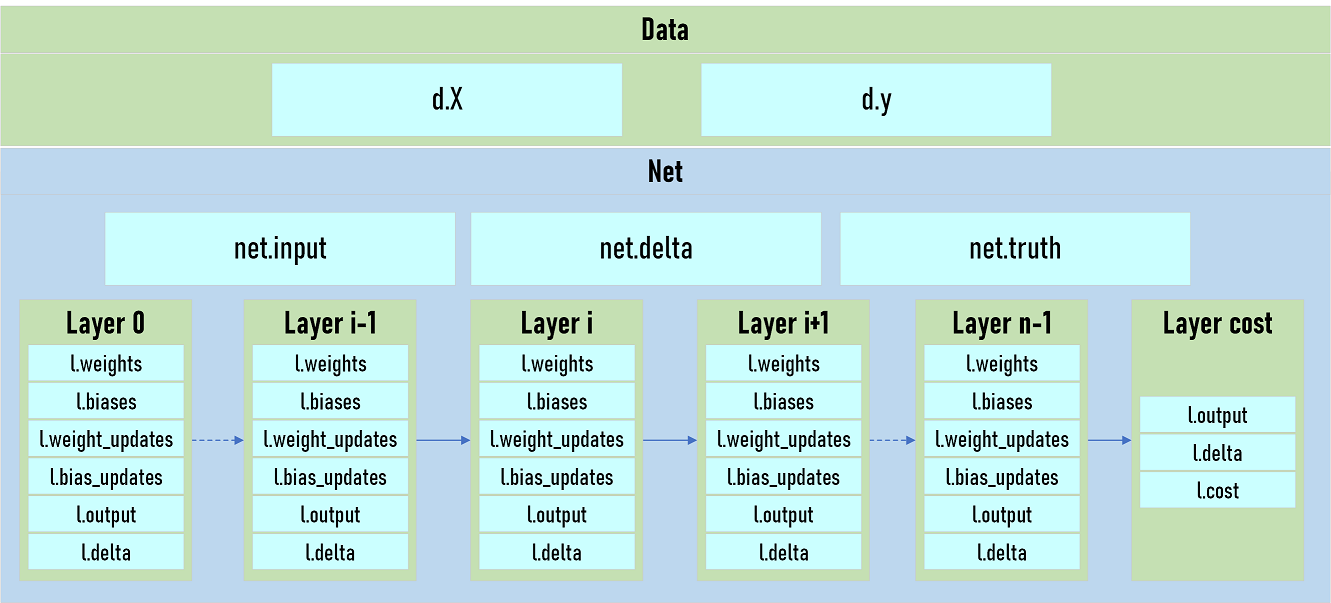 Data
d.X
d.y
Net
net.input
net.delta
net.truth
Layer 0
l.weights
l.biases
l.weight_updates
l.bias_updates
l.output
l.delta
Layer i-1
l.weights
l.biases
l.weight_updates
l.bias_updates
l.output
l.delta
Layer i
l.weights
l.biases
l.weight_updates
l.bias_updates
l.output
l.delta
Layer i+1
l.weights
l.biases
l.weight_updates
l.bias_updates
l.output
l.delta
Layer n-1
l.weights
l.biases
l.weight_updates
l.bias_updates
l.output
l.delta
Layer cost
l.output
l.delta
l.cost